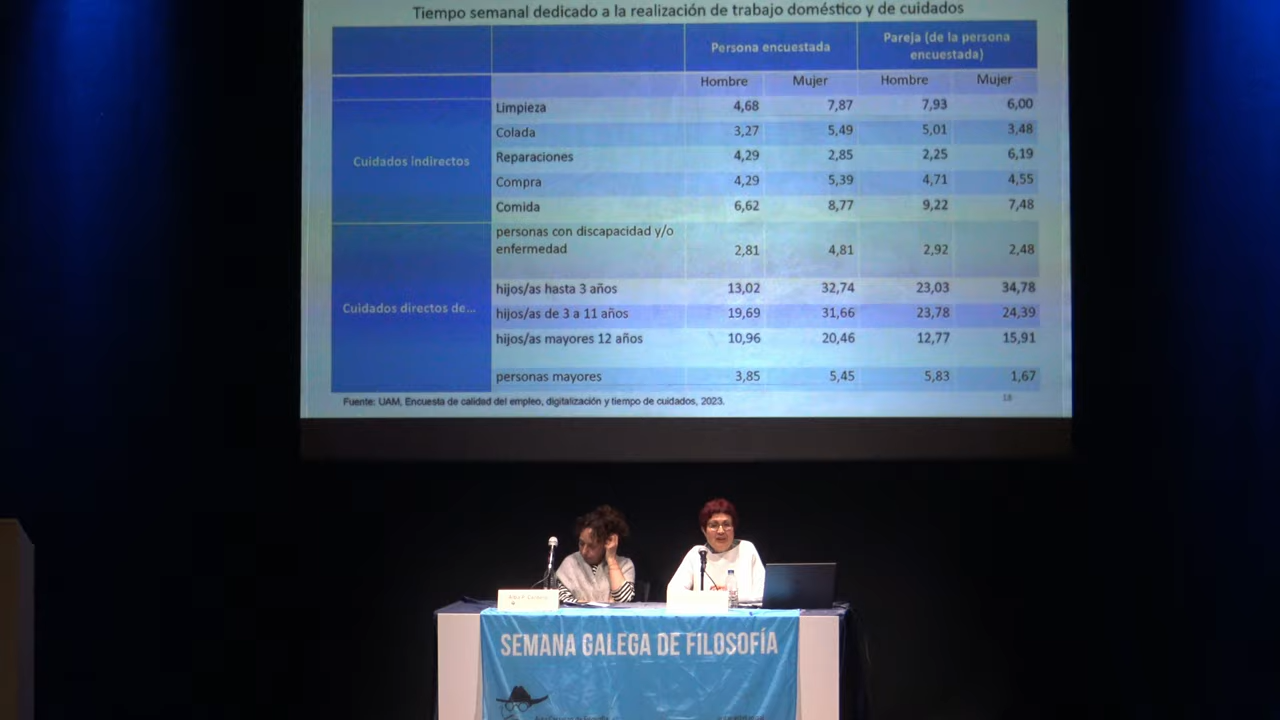 Tiempo semanal dedicado a la realización de trabajo doméstico y de cuidados
Persona encuestada
Pareja (de la persona
encuestada)
Hombre Mujer Hombre Mujer
Cuidados indirectos
Limpieza 4,68 7,87 7,93 6,00
Colada 3,27 5,49 5,01 3,48
Reparaciones 4,29 2,85 2,25 6,19
Compra 4,29 5,39 4,71 4,55
Comida 6,62 8,77 9,22 7,48
Cuidados directos de...
personas con discapacidad y/o
enfermedad 2,81 4,81 2,92 2,48
hijos/as hasta 3 años 13,02 32,74 23,03 34,78
hijos/as de 3 a 11 años 19,69 31,66 23,78 24,39
hijos/as mayores 12 años 10,96 20,46 12,77 15,91
personas mayores 3,85 5,45 5,83 1,67
Fuente: UAM, Encuesta de calidad del empleo, digitalización y tiempo de cuidados, 2023.
18
SEMANA GALEGA DE FILOSOFÍA